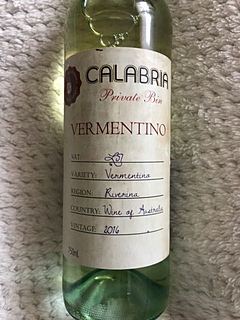 CALABRIA
Private Bin
VERMENTINO
VAT:
VARIETY: Vermentino
REGION: Riverina
COUNTRY: Wine of Australia
VINTAGE: 2016
750ml